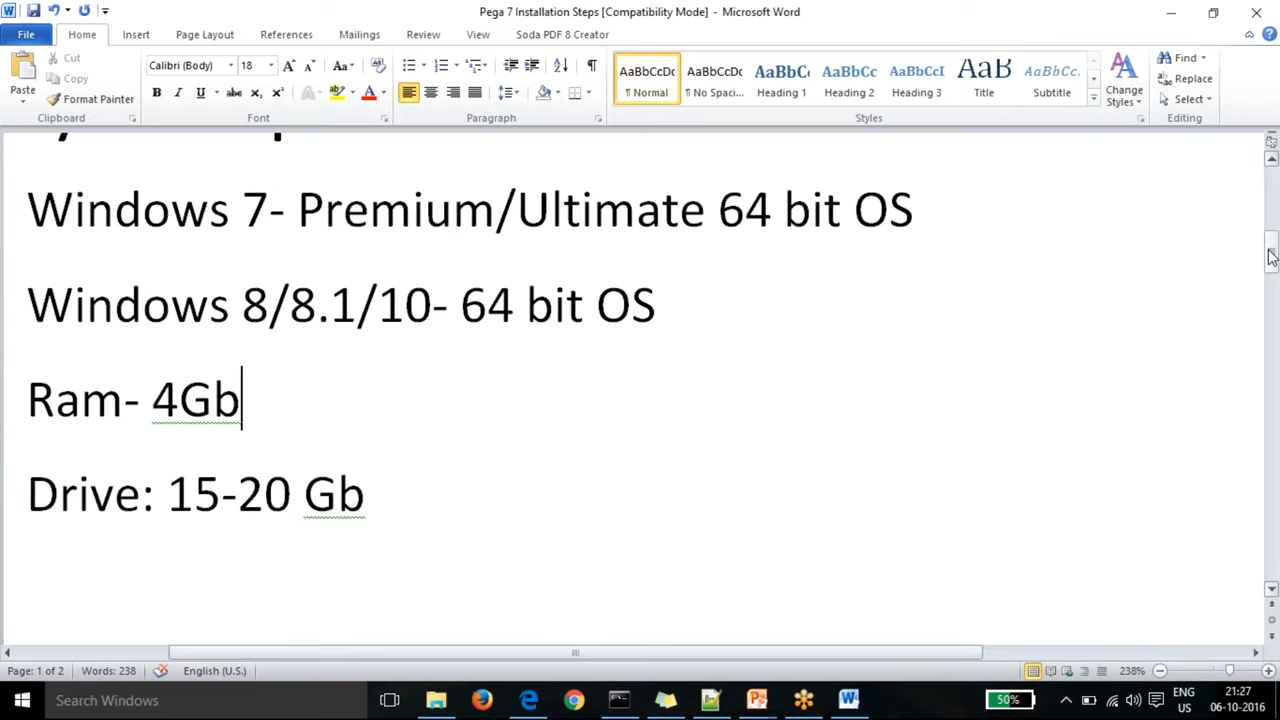 Pega 7 Installation Steps [Compatibility Mode] - Microsoft Word
File Home Insert Page Layout References Mailings Review View Soda PDF 8 Creator
Paste
Cut
Copy
Format Painter
Clipboard
Calibri (Body) 18
Font
Paragraph
AaBbCcDc AaBbCcDc AaBbCc AaBbCc AaBbCcI AaB AaBbCc.
¶ Normal ¶ No Spaci... Heading 1 Heading 2 Heading 3 Title Subtitle
Change Styles
Styles
Find
Replace
Select
Editing
Windows 7- Premium/Ultimate 64 bit OS
Windows 8/8.1/10- 64 bit OS
Ram- 4Gb
Drive: 15-20 Gb
Page: 1 of 2 Words: 238 English (U.S.) 238%
Search Windows
50%
ENG US
21:27
06-10-2016